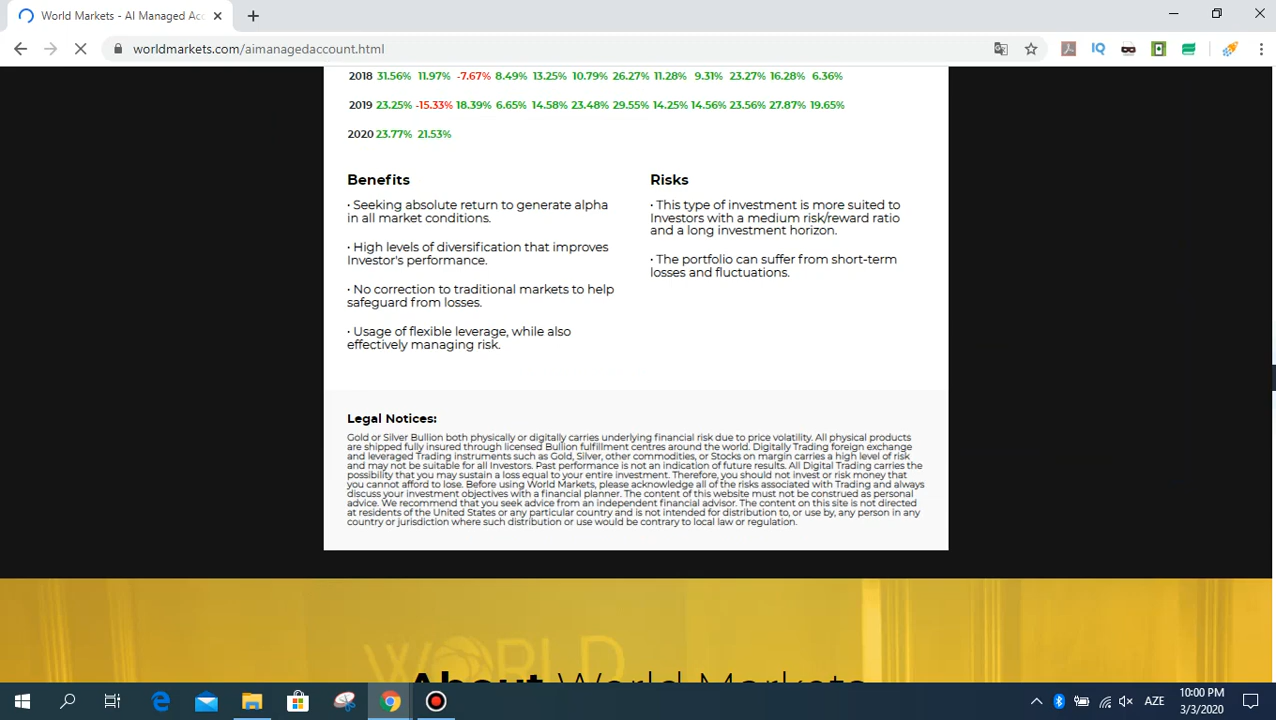 World Markets - AI Managed Acc
worldmarkets.com/aimanagedaccount.html
2018 31.56% 11.97% -7.67% 8.49% 13.25% 10.79% 26.27% 11.28% 9.31% 23.27% 16.28% 6.36%
2019 23.25% -15.33% 18.39% 6.65% 14.58% 23.48% 29.55% 14.25% 14.56% 23.56% 27.87% 19.65%
2020 23.77% 21.53%
Benefits
• Seeking absolute return to generate alpha
in all market conditions.
• High levels of diversification that improves
Investor's performance.
• No correction to traditional markets to help
safeguard from losses.
• Usage of flexible leverage, while also
effectively managing risk.
Risks
• This type of investment is more suited to
Investors with a medium risk/reward ratio
and a long investment horizon.
• The portfolio can suffer from short-term
losses and fluctuations.
Legal Notices:
Gold or Silver Bullion both physically or digitally carries underlying financial risk due to price volatility. All physical products
are shipped fully insured through licensed Bullion fulfillment centres around the world. Digitally Trading foreign exchange
and leveraged Trading instruments such as Gold, Silver, other commodities, or Stocks on margin carries a high level of risk
and may not be suitable for all Investors. Past performance is not an indication of future results. All Digital Trading carries the
possibility that you may sustain a loss equal to your entire investment. Therefore, you should not invest or risk money that
you cannot afford to lose. Before using World Markets, please acknowledge all of the risks associated with Trading and always
discuss your investment objectives with a financial planner. The content of this website must not be construed as personal
advice. We recommend that you seek advice from an independent financial advisor. The content on this site is not directed
at residents of the United States or any particular country and is not intended for distribution to, or use by, any person in any
country or jurisdiction where such distribution or use would be contrary to local law or regulation.
WORLD
About World Markets
IQ
AZE
10:00 PM
3/3/2020